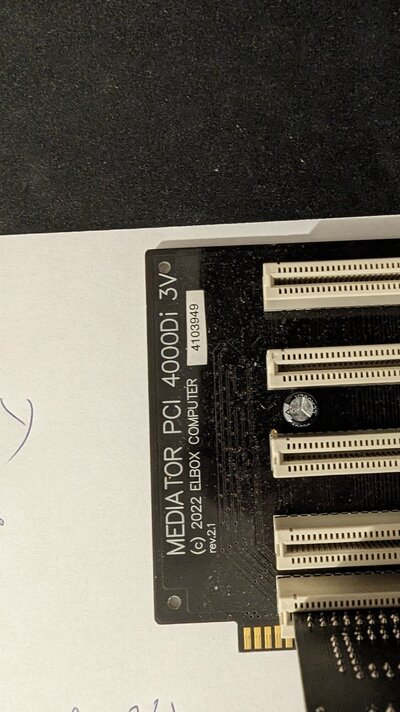 MEDIATOR PCI 4000Di 3V
(c) 2022 ELBOX COMPUTER
4103949
rev.2.1